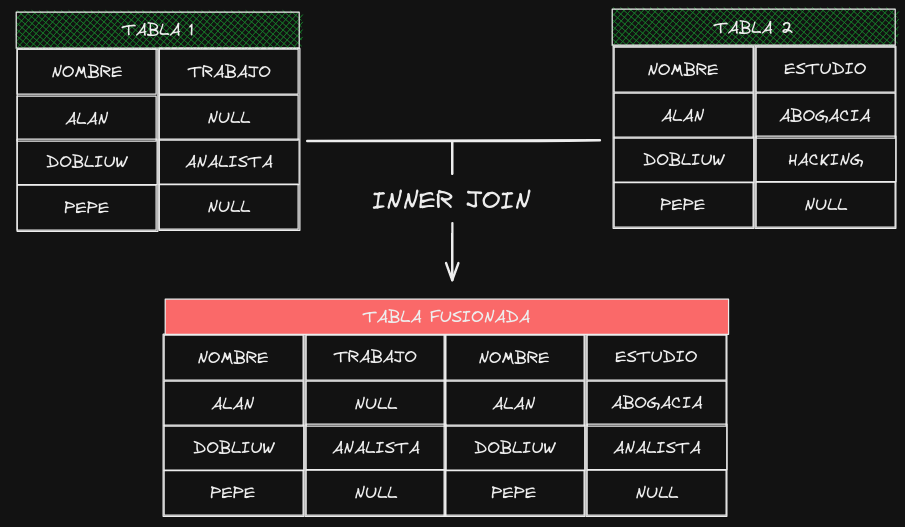 TABLA 1
NOMBRE TRABAJO
ALAN NULL
DOBLIUW ANALISTA
PEPE NULL
TABLA 2
NOMBRE ESTUDIO
ALAN ABOGACIA
DOBLIUW HACKING
PEPE NULL
INNER JOIN
TABLA FUSIONADA
NOMBRE TRABAJO NOMBRE ESTUDIO
ALAN NULL ALAN ABOGACIA
DOBLIUW ANALISTA DOBLIUW ANALISTA
PEPE NULL PEPE NULL